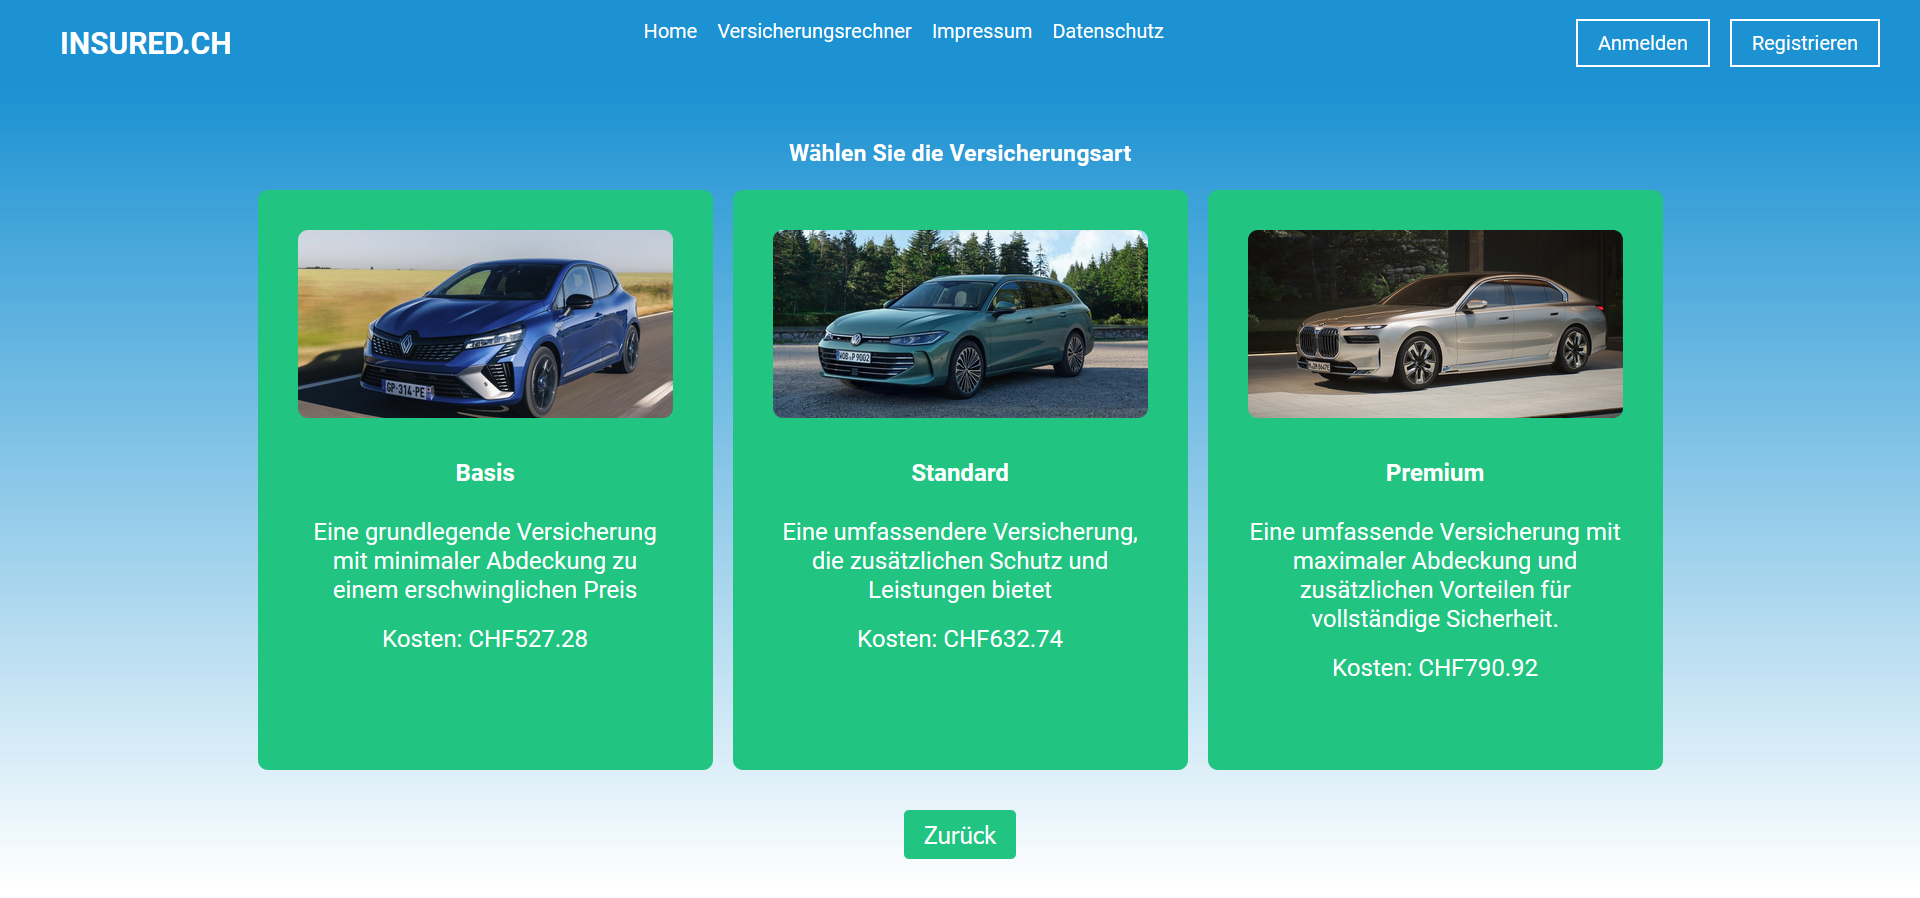 INSURED.CH
Home Versicherungsrechner Impressum Datenschutz
Anmelden Registrieren
Wählen Sie die Versicherungsart
GP-314-PE
WOB P 9002
Basis
Eine grundlegende Versicherung
mit minimaler Abdeckung zu
einem erschwinglichen Preis
Kosten: CHF527.28
Standard
Eine umfassendere Versicherung,
die zusätzlichen Schutz und
Leistungen bietet
Kosten: CHF632.74
Premium
Eine umfassende Versicherung mit
maximaler Abdeckung und
zusätzlichen Vorteilen für
vollständige Sicherheit.
Kosten: CHF790.92
Zurück